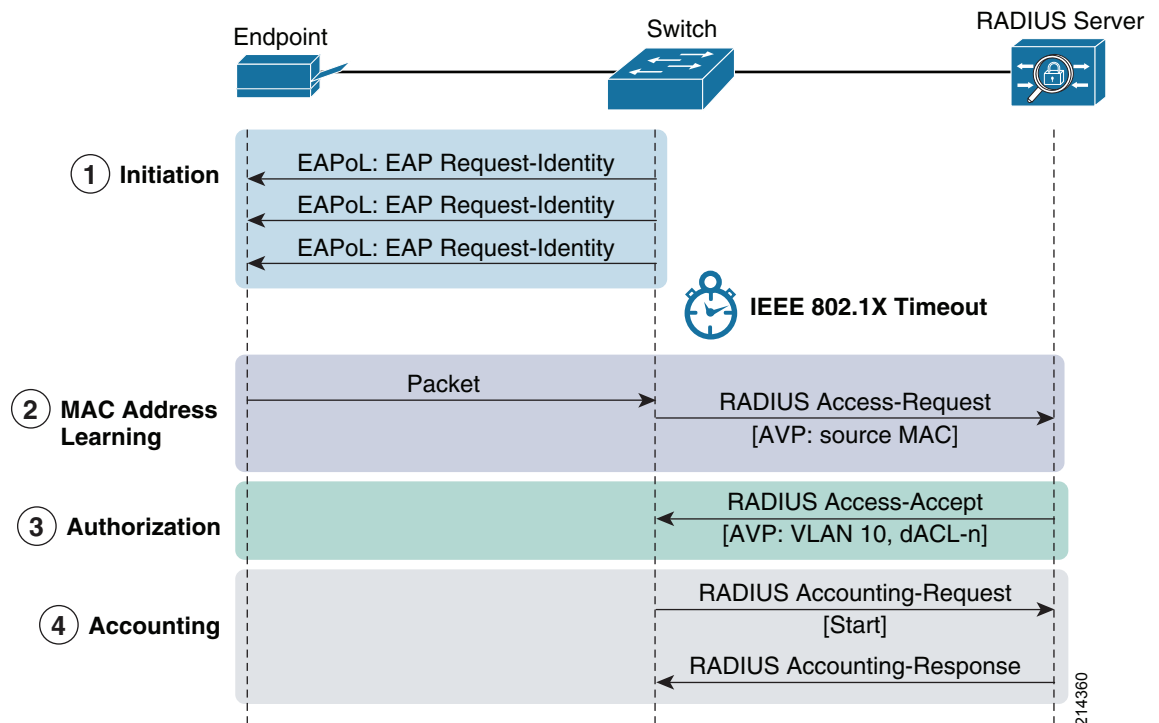 Endpoint
Switch
RADIUS Server
1 Initiation
EAPoL: EAP Request-Identity
EAPoL: EAP Request-Identity
EAPoL: EAP Request-Identity
IEEE 802.1X Timeout
2 MAC Address
Learning
Packet
RADIUS Access-Request
[AVP: source MAC]
3 Authorization
RADIUS Access-Accept
[AVP: VLAN 10, dACL-n]
4 Accounting
RADIUS Accounting-Request
[Start]
RADIUS Accounting-Response
214360